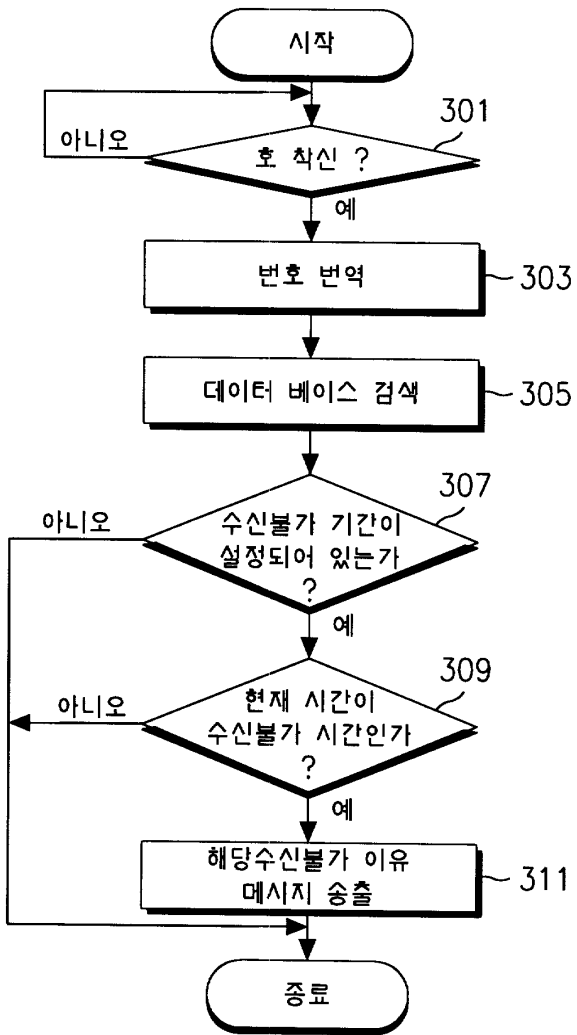 시작
301
아니오
호 착신 ?
예
번호 번역
303
데이터 베이스 검색
305
307
아니오
수신불가 기간이
설정되어 있는가
?
예
309
아니오
현재 시간이
수신불가 시간인가
?
예
해당수신불가 이유
메시지 송출
311
종료